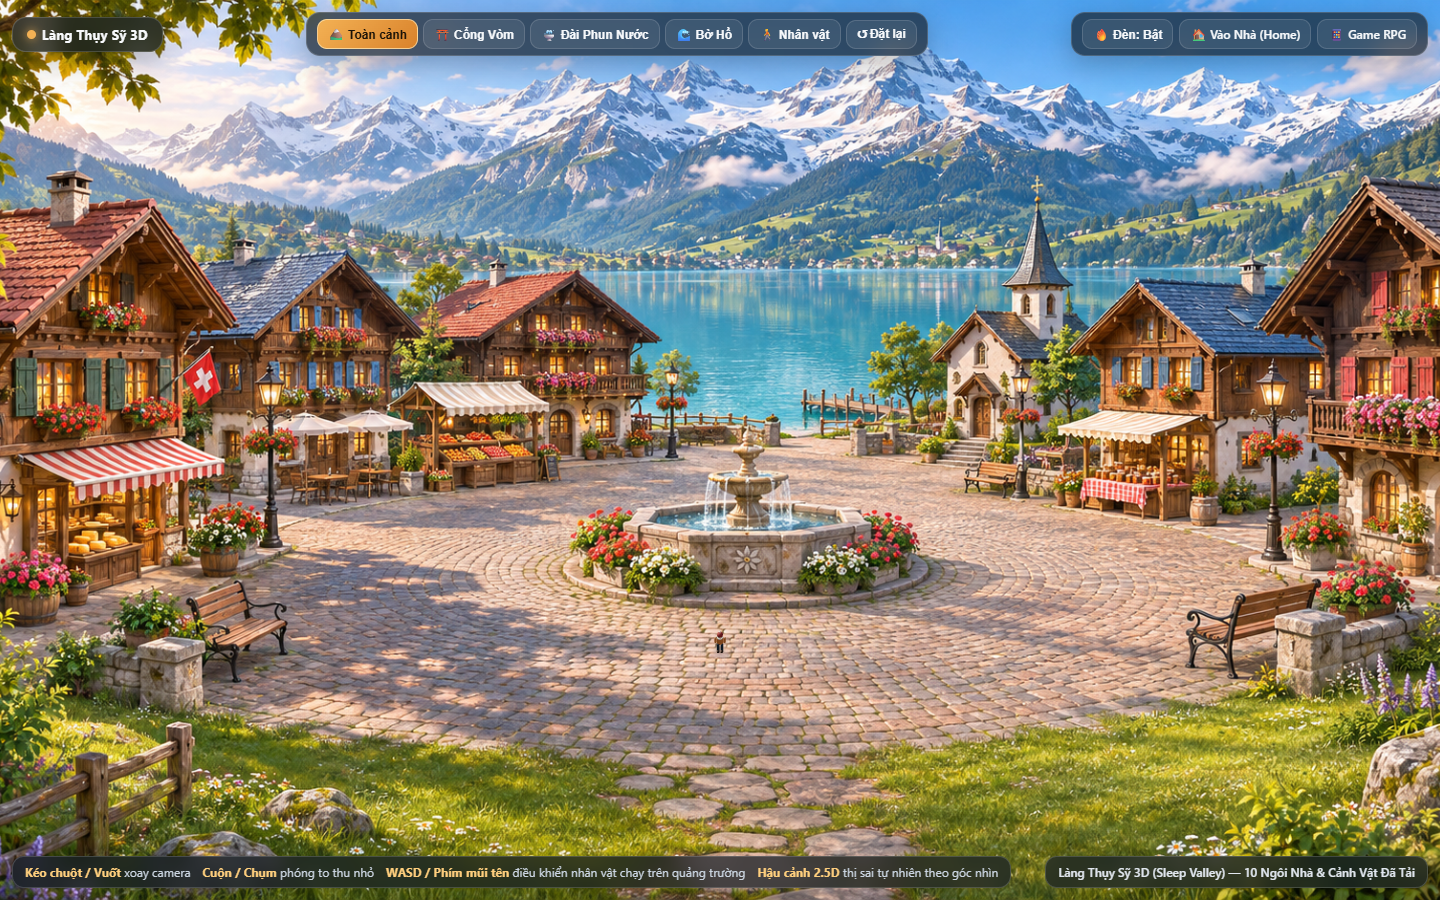 Làng Thụy Sỹ 3D
Toàn cảnh
Cổng Vòm
Đài Phun Nước
Bờ Hồ
Nhân vật
↺ Đặt lại
Đèn: Bật
Vào Nhà (Home)
Game RPG
Kéo chuột / Vuốt xoay camera Cuộn / Chụm phóng to thu nhỏ WASD / Phím mũi tên điều khiển nhân vật chạy trên quảng trường Hậu cảnh 2.5D thị sai tự nhiên theo góc nhìn
Làng Thụy Sỹ 3D (Sleep Valley) — 10 Ngôi Nhà & Cảnh Vật Đã Tải